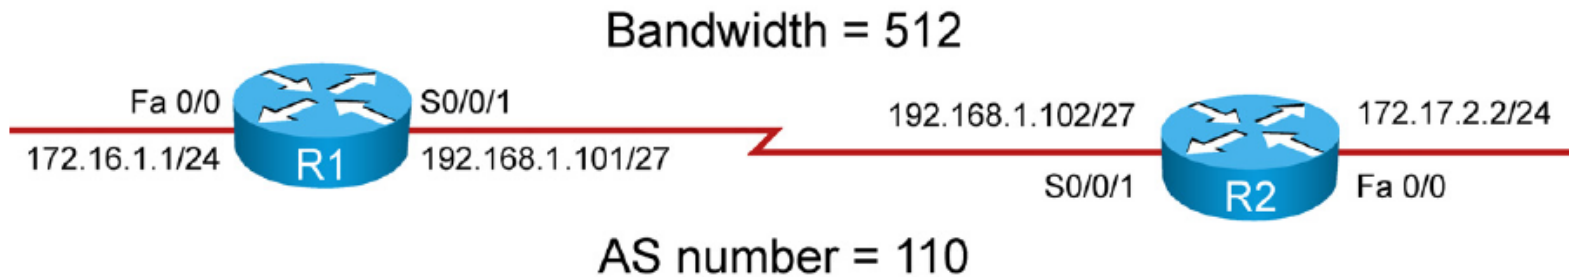 Bandwidth = 512
Fa 0/0
S0/0/1
172.16.1.1/24
R1
192.168.1.101/27
192.168.1.102/27
172.17.2.2/24
S0/0/1
R2
Fa 0/0
AS number = 110